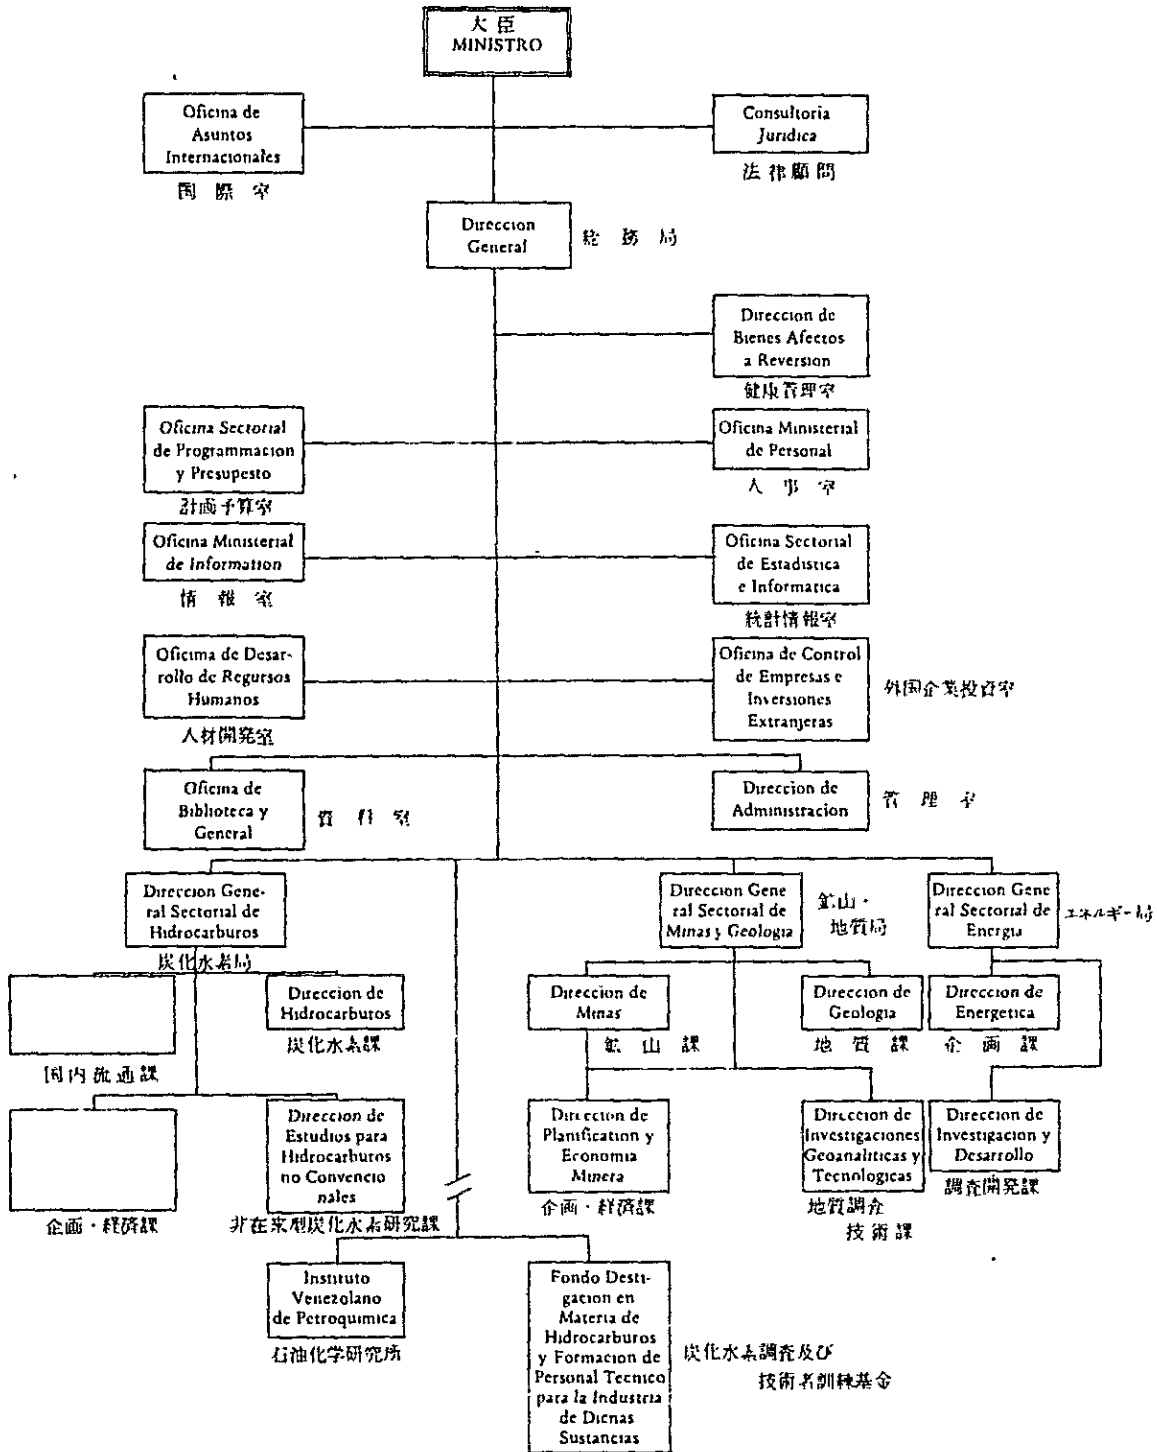 大臣
MINISTRO
Oficina de
Asuntos
Internacionales
国際室
Consultoria
Juridica
法律顧問
Direccion
General
総務局
Direccion de
Bienes Afectos
a Reversion
健康管理室
Oficina Sectorial
de Programmacion
y Presupesto
計画予算室
Oficina Ministerial
de Personal
人事室
Oficina Ministerial
de Information
情報室
Oficina Sectorial
de Estadistica
e Informatica
統計情報室
Oficima de Desar-
rollo de Regursos
Humanos
人材開発室
Oficina de Control
de Empresas e
Inversiones
Extranjeras
外国企業投資室
Oficina de
Biblioteca y
General
資料室
Direccion de
Administracion
管理室
Direccion Gene-
ral Sectorial de
Hidrocarburos
炭化水素局
Direccion Gene
ral Sectorial de
Minas y Geologia
鉱山・
地質局
Direccion Gene
ral Sectorial de
Energia
エネルギー局
国内流通課
Direccion de
Hidrocarburos
炭化水素課
Direccion de
Minas
鉱山課
Direccion de
Geologia
地質課
Direccion de
Energetica
企画課
企画・経済課
Direccion de
Estudios para
Hidrocarburos
no Convencio
nales
非在来型炭化水素研究課
Direccion de
Planification y
Economia
Minera
企画・経済課
Direccion de
Investigaciones
Geoanaliticas y
Tecnologicas
地質調査
技術課
Direccion de
Investigacion y
Desarrollo
調査開発課
Instituto
Venezolano
de Petroquimica
石油化学研究所
Fondo Desti-
gacion en
Materia de
Hidrocarburos
y Formacion de
Personal Tecnico
para la Industria
de Dienas
Sustancias
炭化水素調査及び
技術者訓練基金